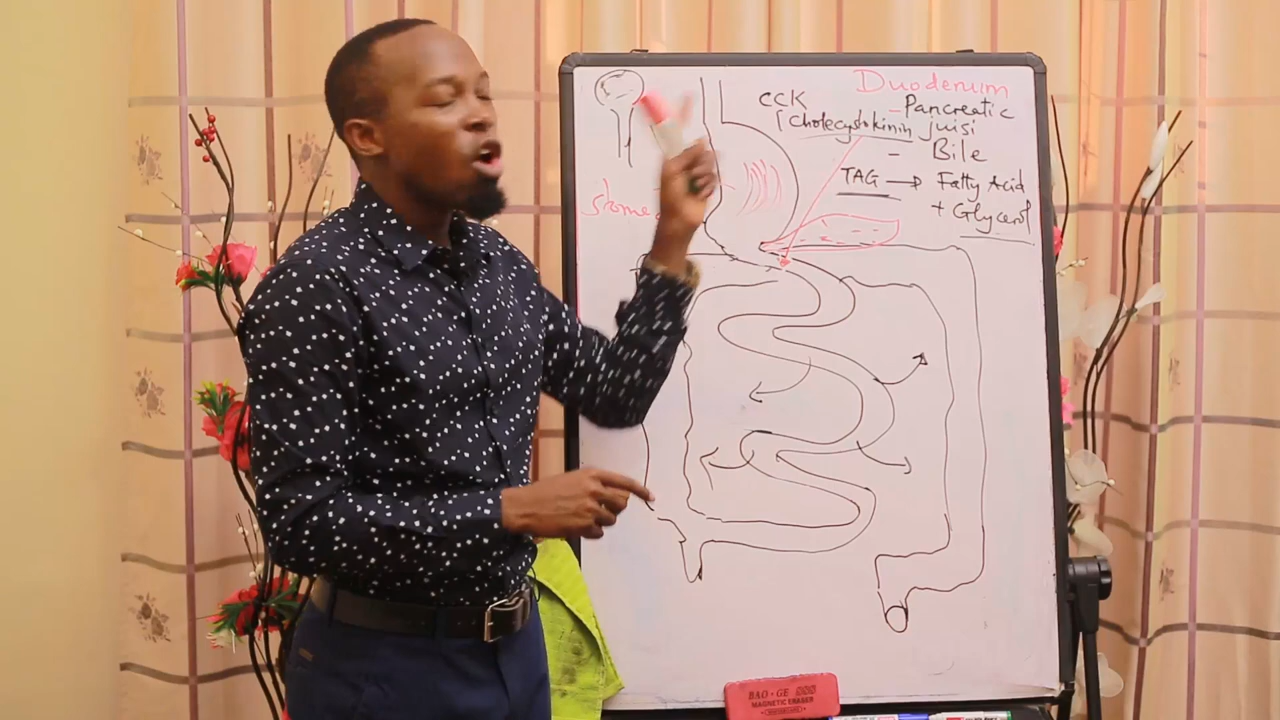 Duodenum
CCK
- Pancreatic
[Cholecystokinin
juisi
- Bile
TAG → Fatty Acid
+ Glycerol
BAO·GE
MAGNETIC ERASER